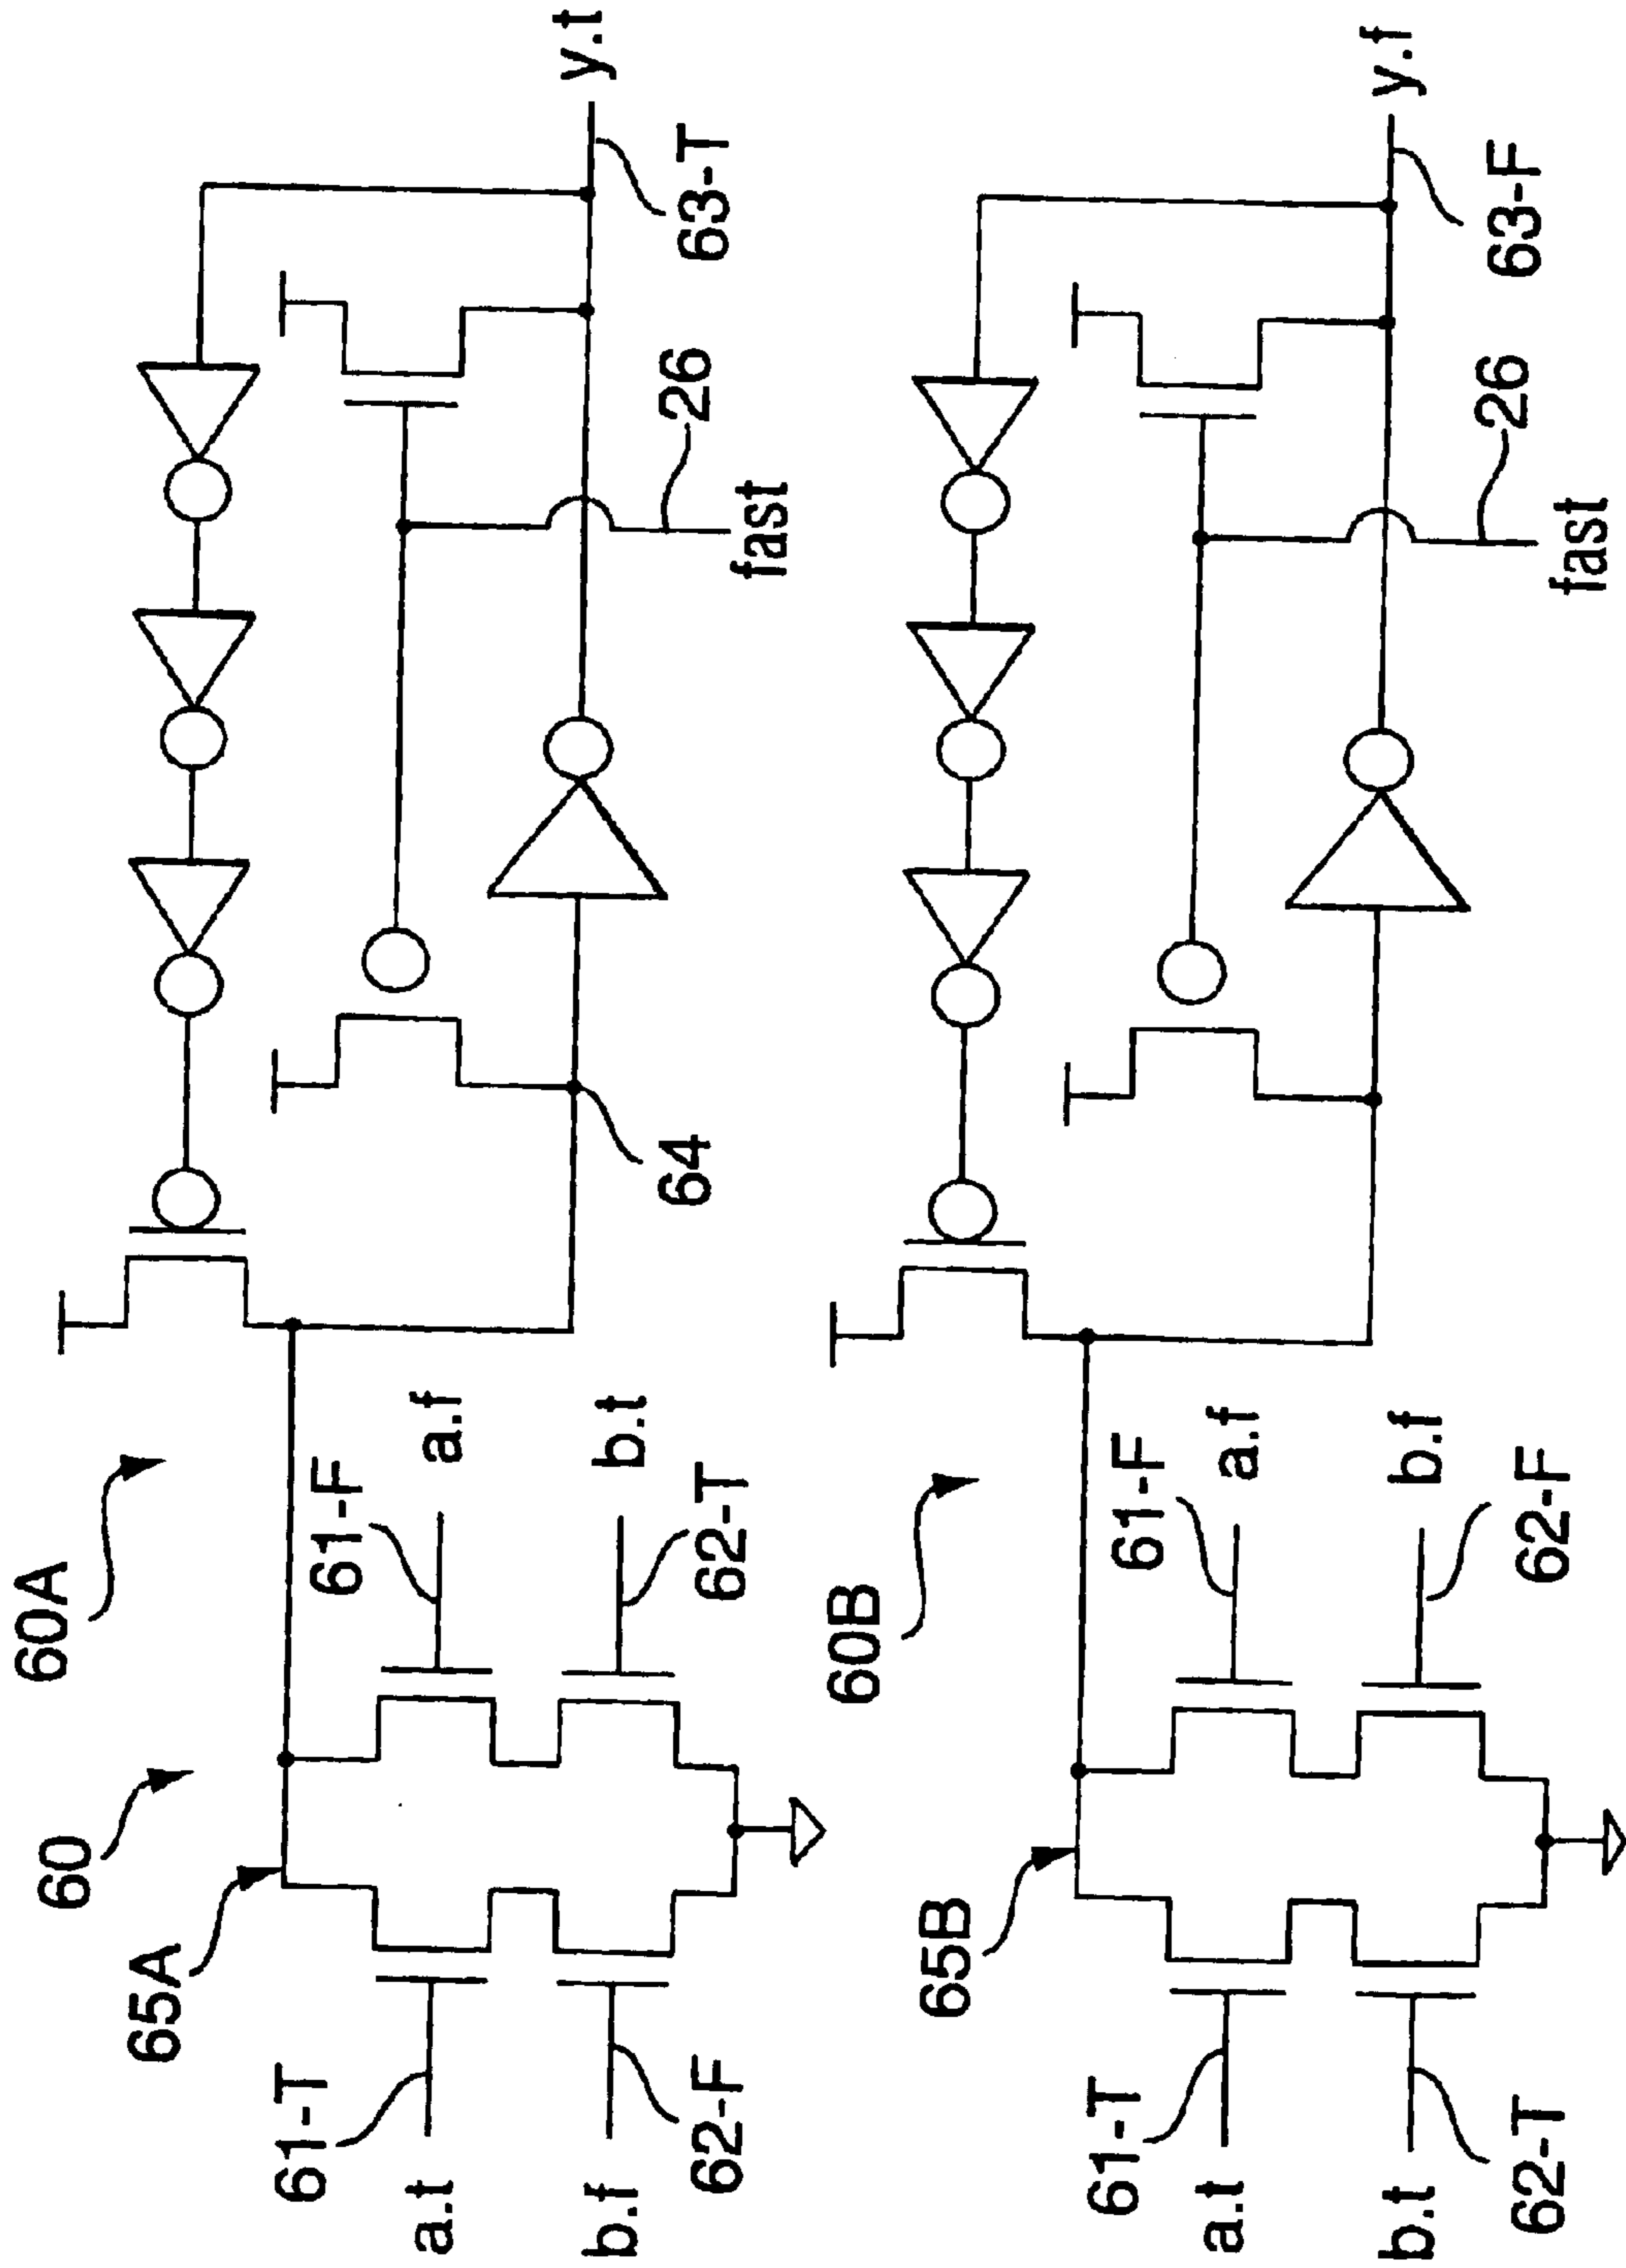 60
60A
65A
61-T
a.t
b.f
62-F
61-F
a.f
b.t
62-T
64
26
fast
63-T
y.t
60B
65B
61-T
a.t
b.t
62-T
61-F
a.f
b.f
62-F
26
fast
63-F
y.f